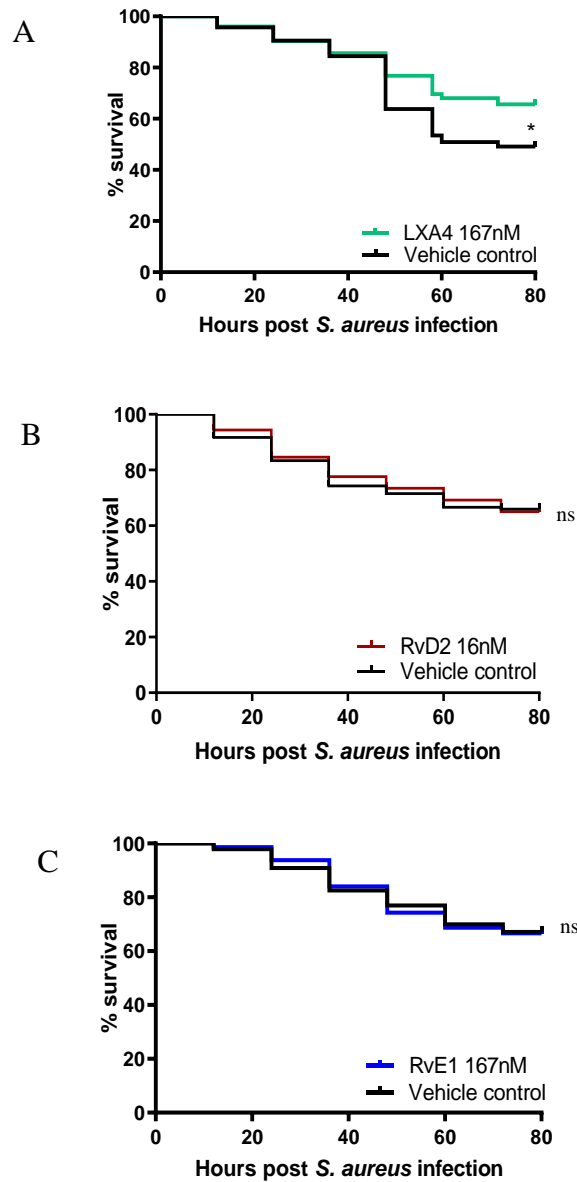 A
100
80
60
40
20
0
% survival
*
LXA4 167nM
Vehicle control
0 20 40 60 80
Hours post S. aureus infection
B
100
80
60
40
20
0
% survival
ns
RvD2 16nM
Vehicle control
0 20 40 60 80
Hours post S. aureus infection
C
100
80
60
40
20
0
% survival
ns
RvE1 167nM
Vehicle control
0 20 40 60 80
Hours post S. aureus infection